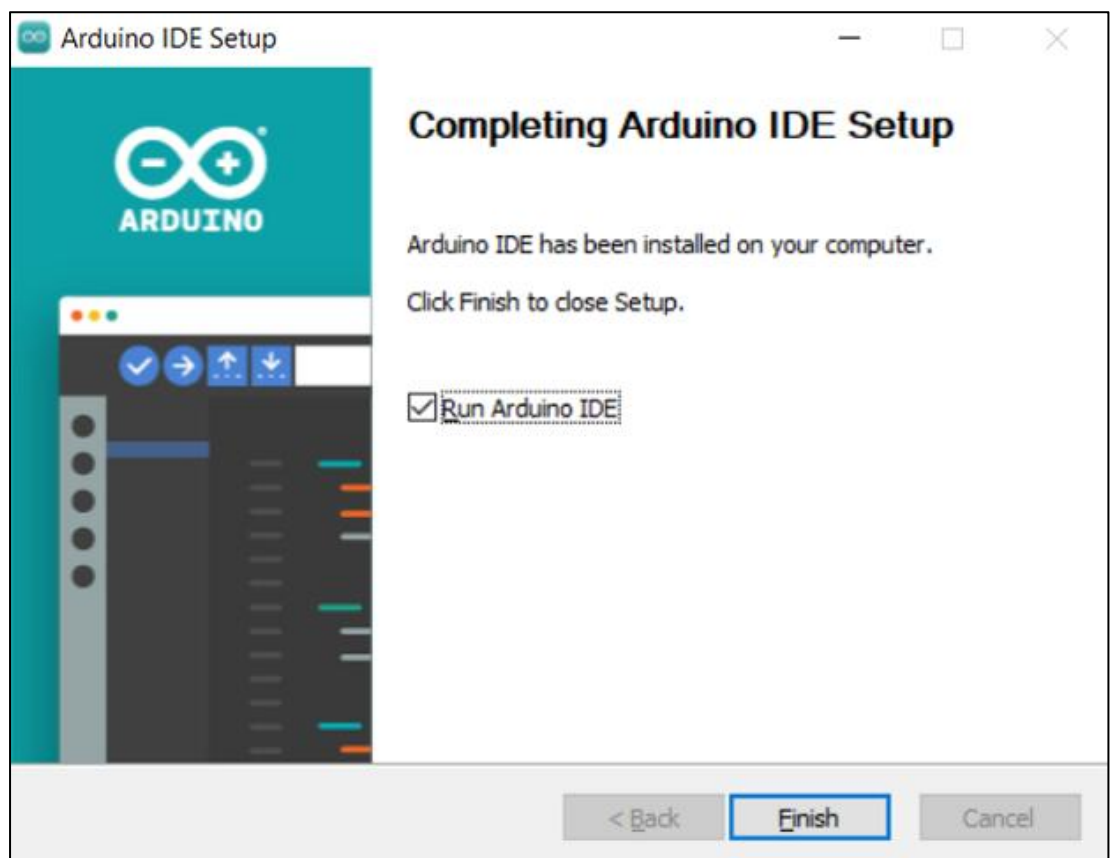 Arduino IDE Setup
ARDUINO
Completing Arduino IDE Setup
Arduino IDE has been installed on your computer.
Click Finish to close Setup.
Run Arduino IDE
< Back
Finish
Cancel